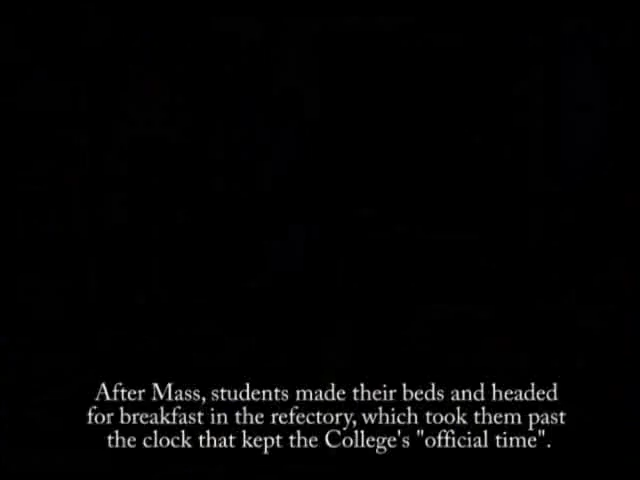 After Mass, students made their beds and headed
for breakfast in the refectory, which took them past
the clock that kept the College's "official time".